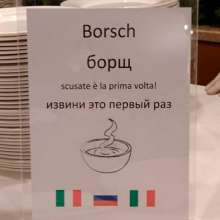 Borsch
борщ
scusate è la prima volta!
извини это первый раз